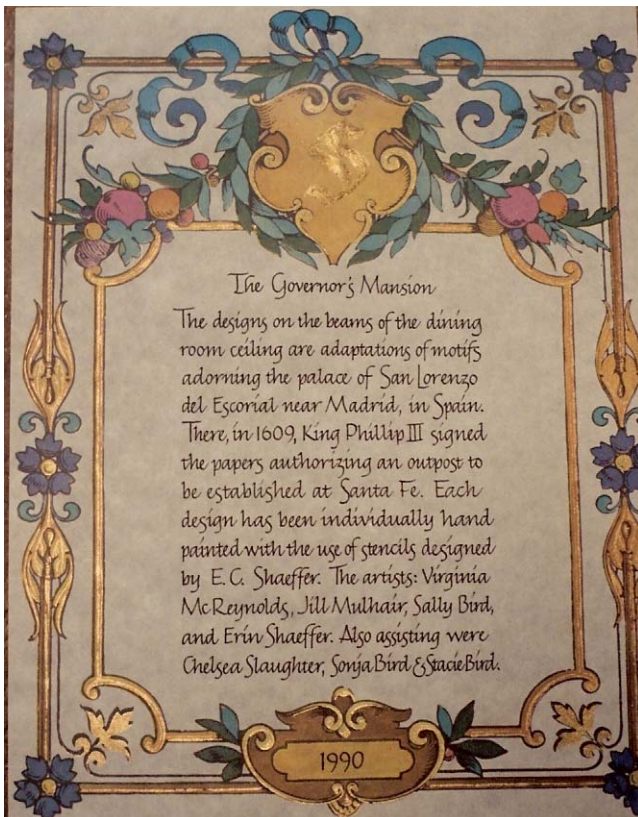 The Governor's Mansion
The designs on the beams of the dining
room ceiling are adaptations of motifs
adorning the palace of San Lorenzo
del Escorial near Madrid, in Spain.
There, in 1609, King Phillip III signed
the papers authorizing an outpost to
be established at Santa Fe. Each
design has been individually hand
painted with the use of stencils designed
by E.C. Shaeffer. The artists: Virginia
McReynolds, Jill Mulhair, Sally Bird,
and Erin Shaeffer. Also assisting were
Chelsea Slaughter, Sonja Bird & Stacie Bird.
1990